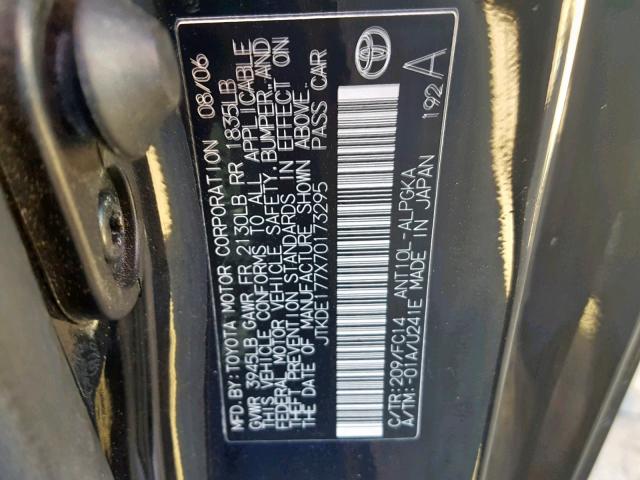 MFD. BY: TOYOTA MOTOR CORPORATION 08/06
GVWR 3945LB GAWR FR 2130LB RR 1835LB
THIS VEHICLE CONFORMS TO ALL APPLICABLE
FEDERAL MOTOR VEHICLE SAFETY, BUMPER, AND
THEFT PREVENTION STANDARDS IN EFFECT ON
THE DATE OF MANUFACTURE SHOWN ABOVE.
JTKDE177X70173295 PASS CAR
C/TR: 209/FC14 ANT10L-ALPGKA 192 A
A/TM: -01A/U241E MADE IN JAPAN